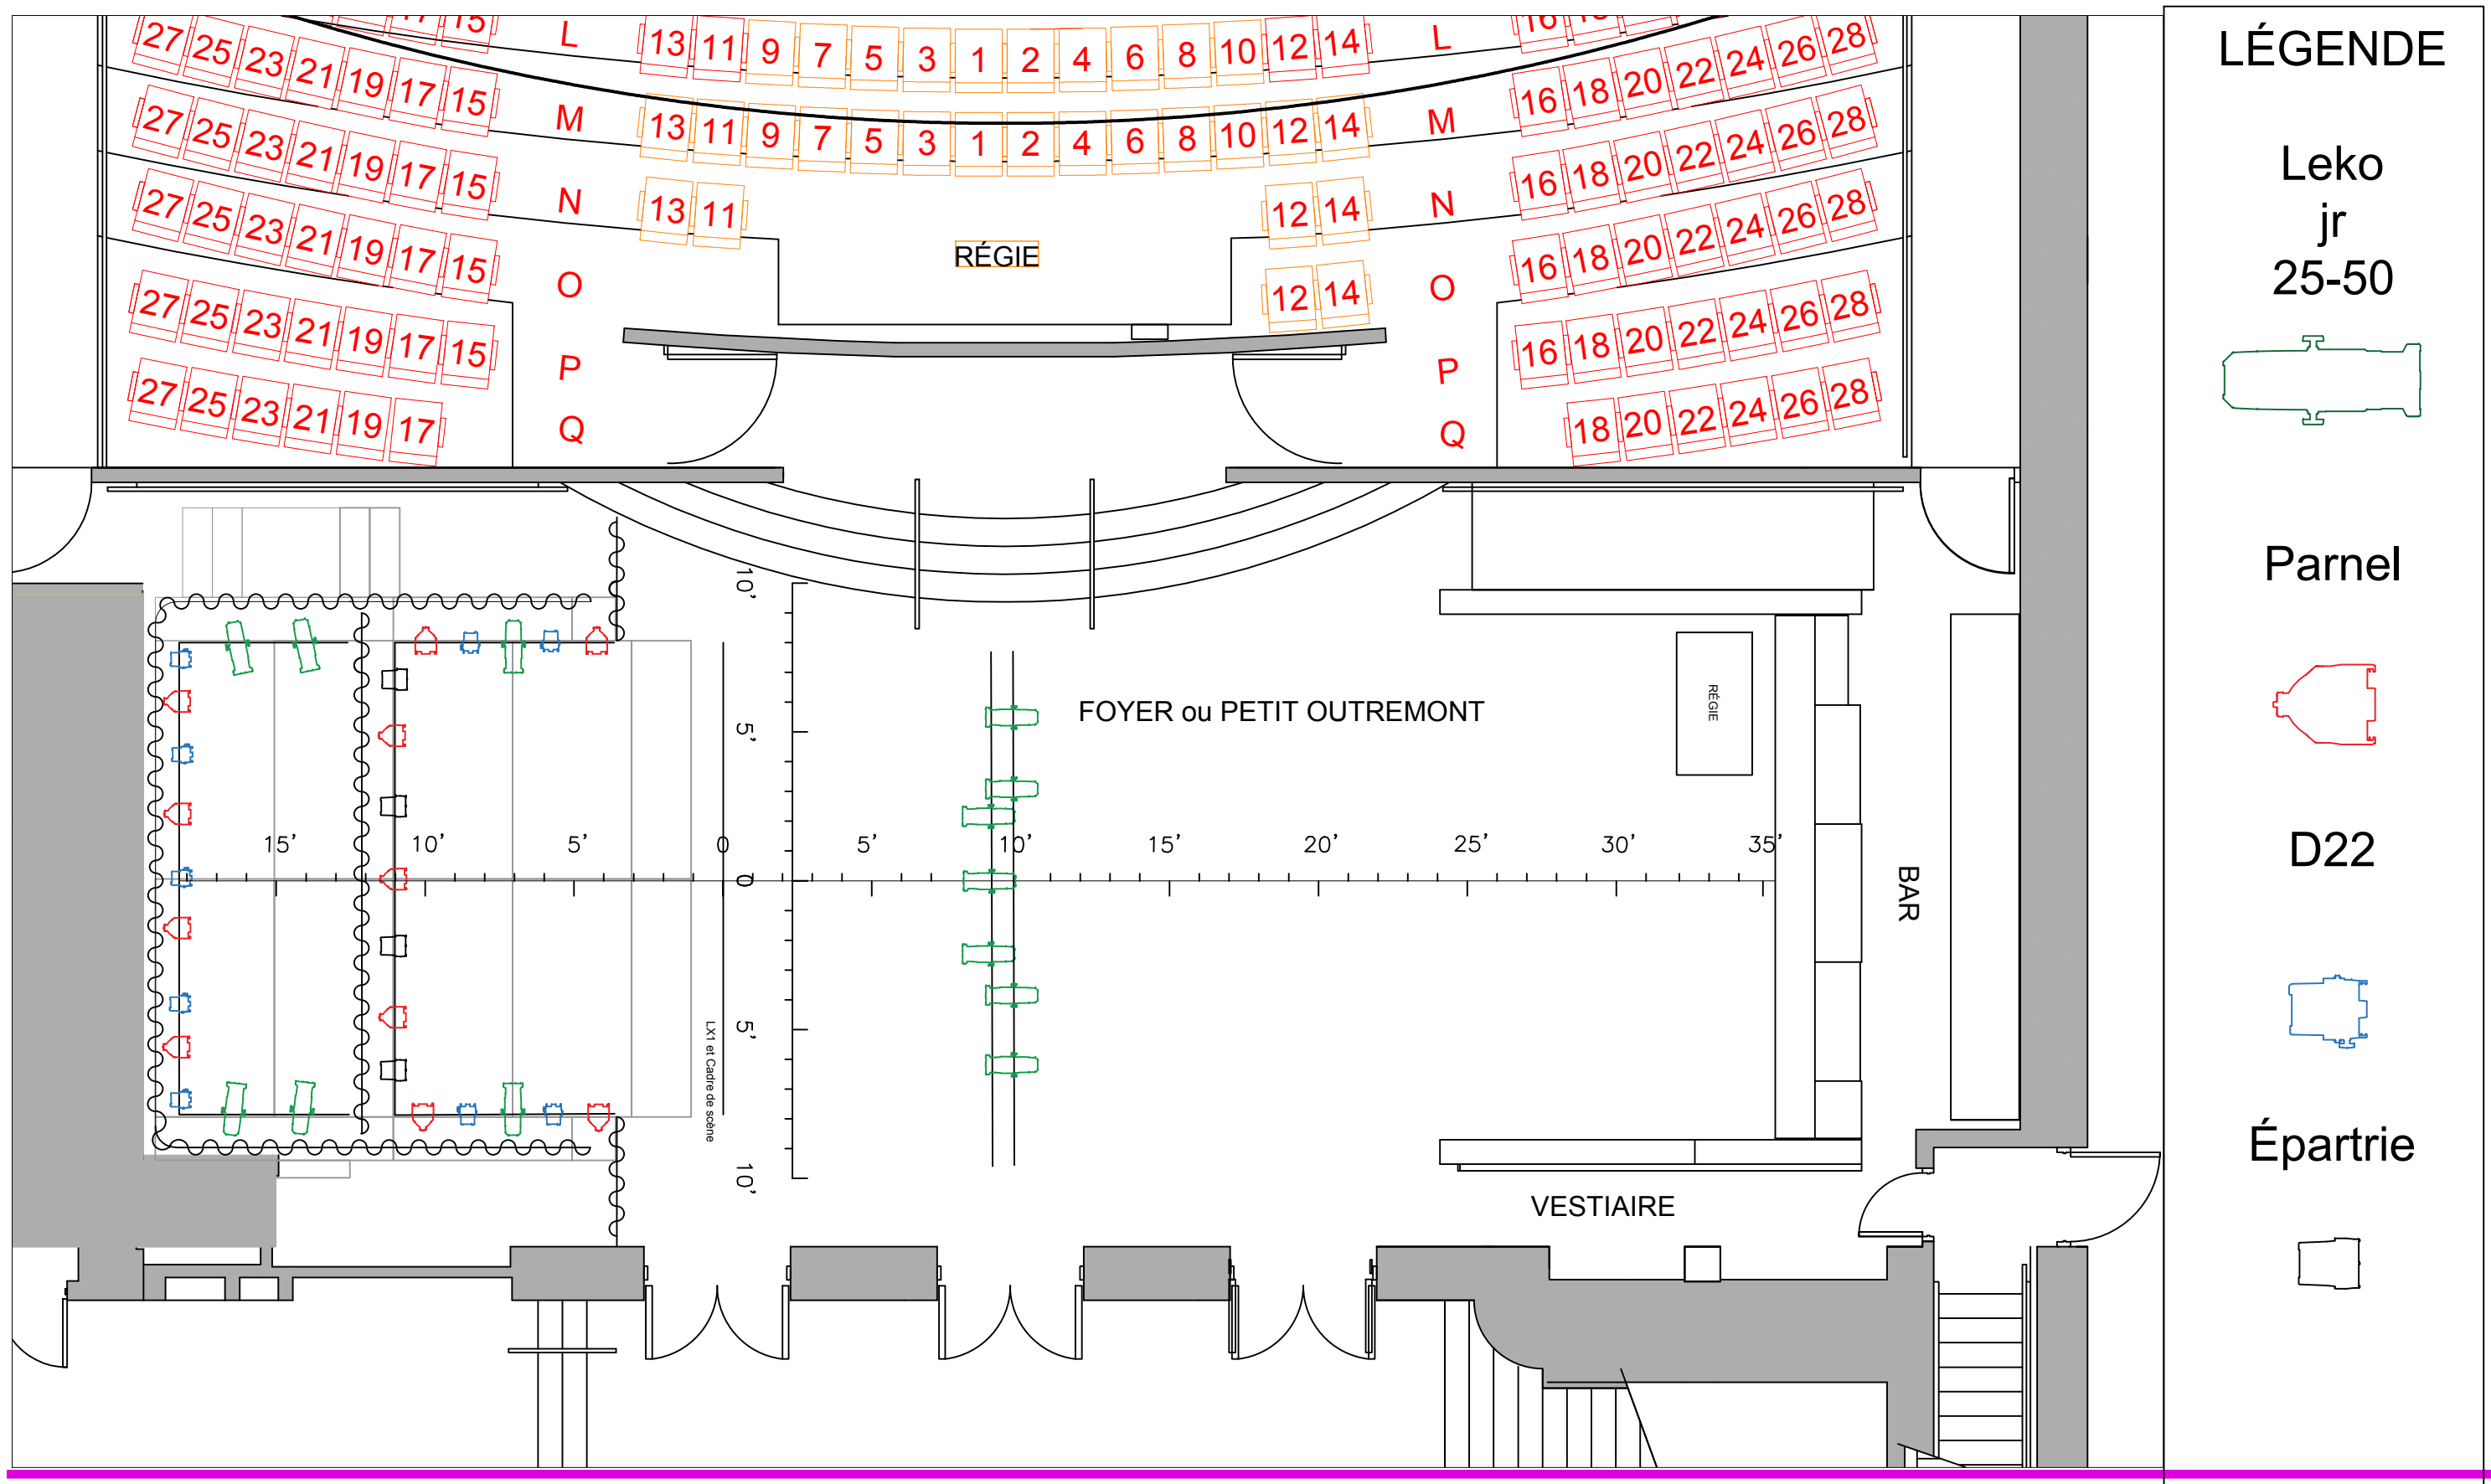 17 15 L 13 11 9 7 5 3 1 2 4 6 8 10 12 14 L 16
27 25 23 21 19 17 15 M 13 11 9 7 5 3 1 2 4 6 8 10 12 14 M 16 18 20 22 24 26 28
27 25 23 21 19 17 15 N 13 11 12 14 N 16 18 20 22 24 26 28
27 25 23 21 19 17 15 O 12 14 O 16 18 20 22 24 26 28
RÉGIE
27 25 23 21 19 17 15 P P 16 18 20 22 24 26 28
27 25 23 21 19 17 Q Q 18 20 22 24 26 28
10’
5’
FOYER ou PETIT OUTREMONT
RÉGIE
15’ 10’ 5’ 0 5’ 10’ 15’ 20’ 25’ 30’ 35’
0
BAR
5’
LX1 et Cadre de scène
10’
VESTIAIRE
LÉGENDE
Leko
jr
25-50
Parnel
D22
Épartrie